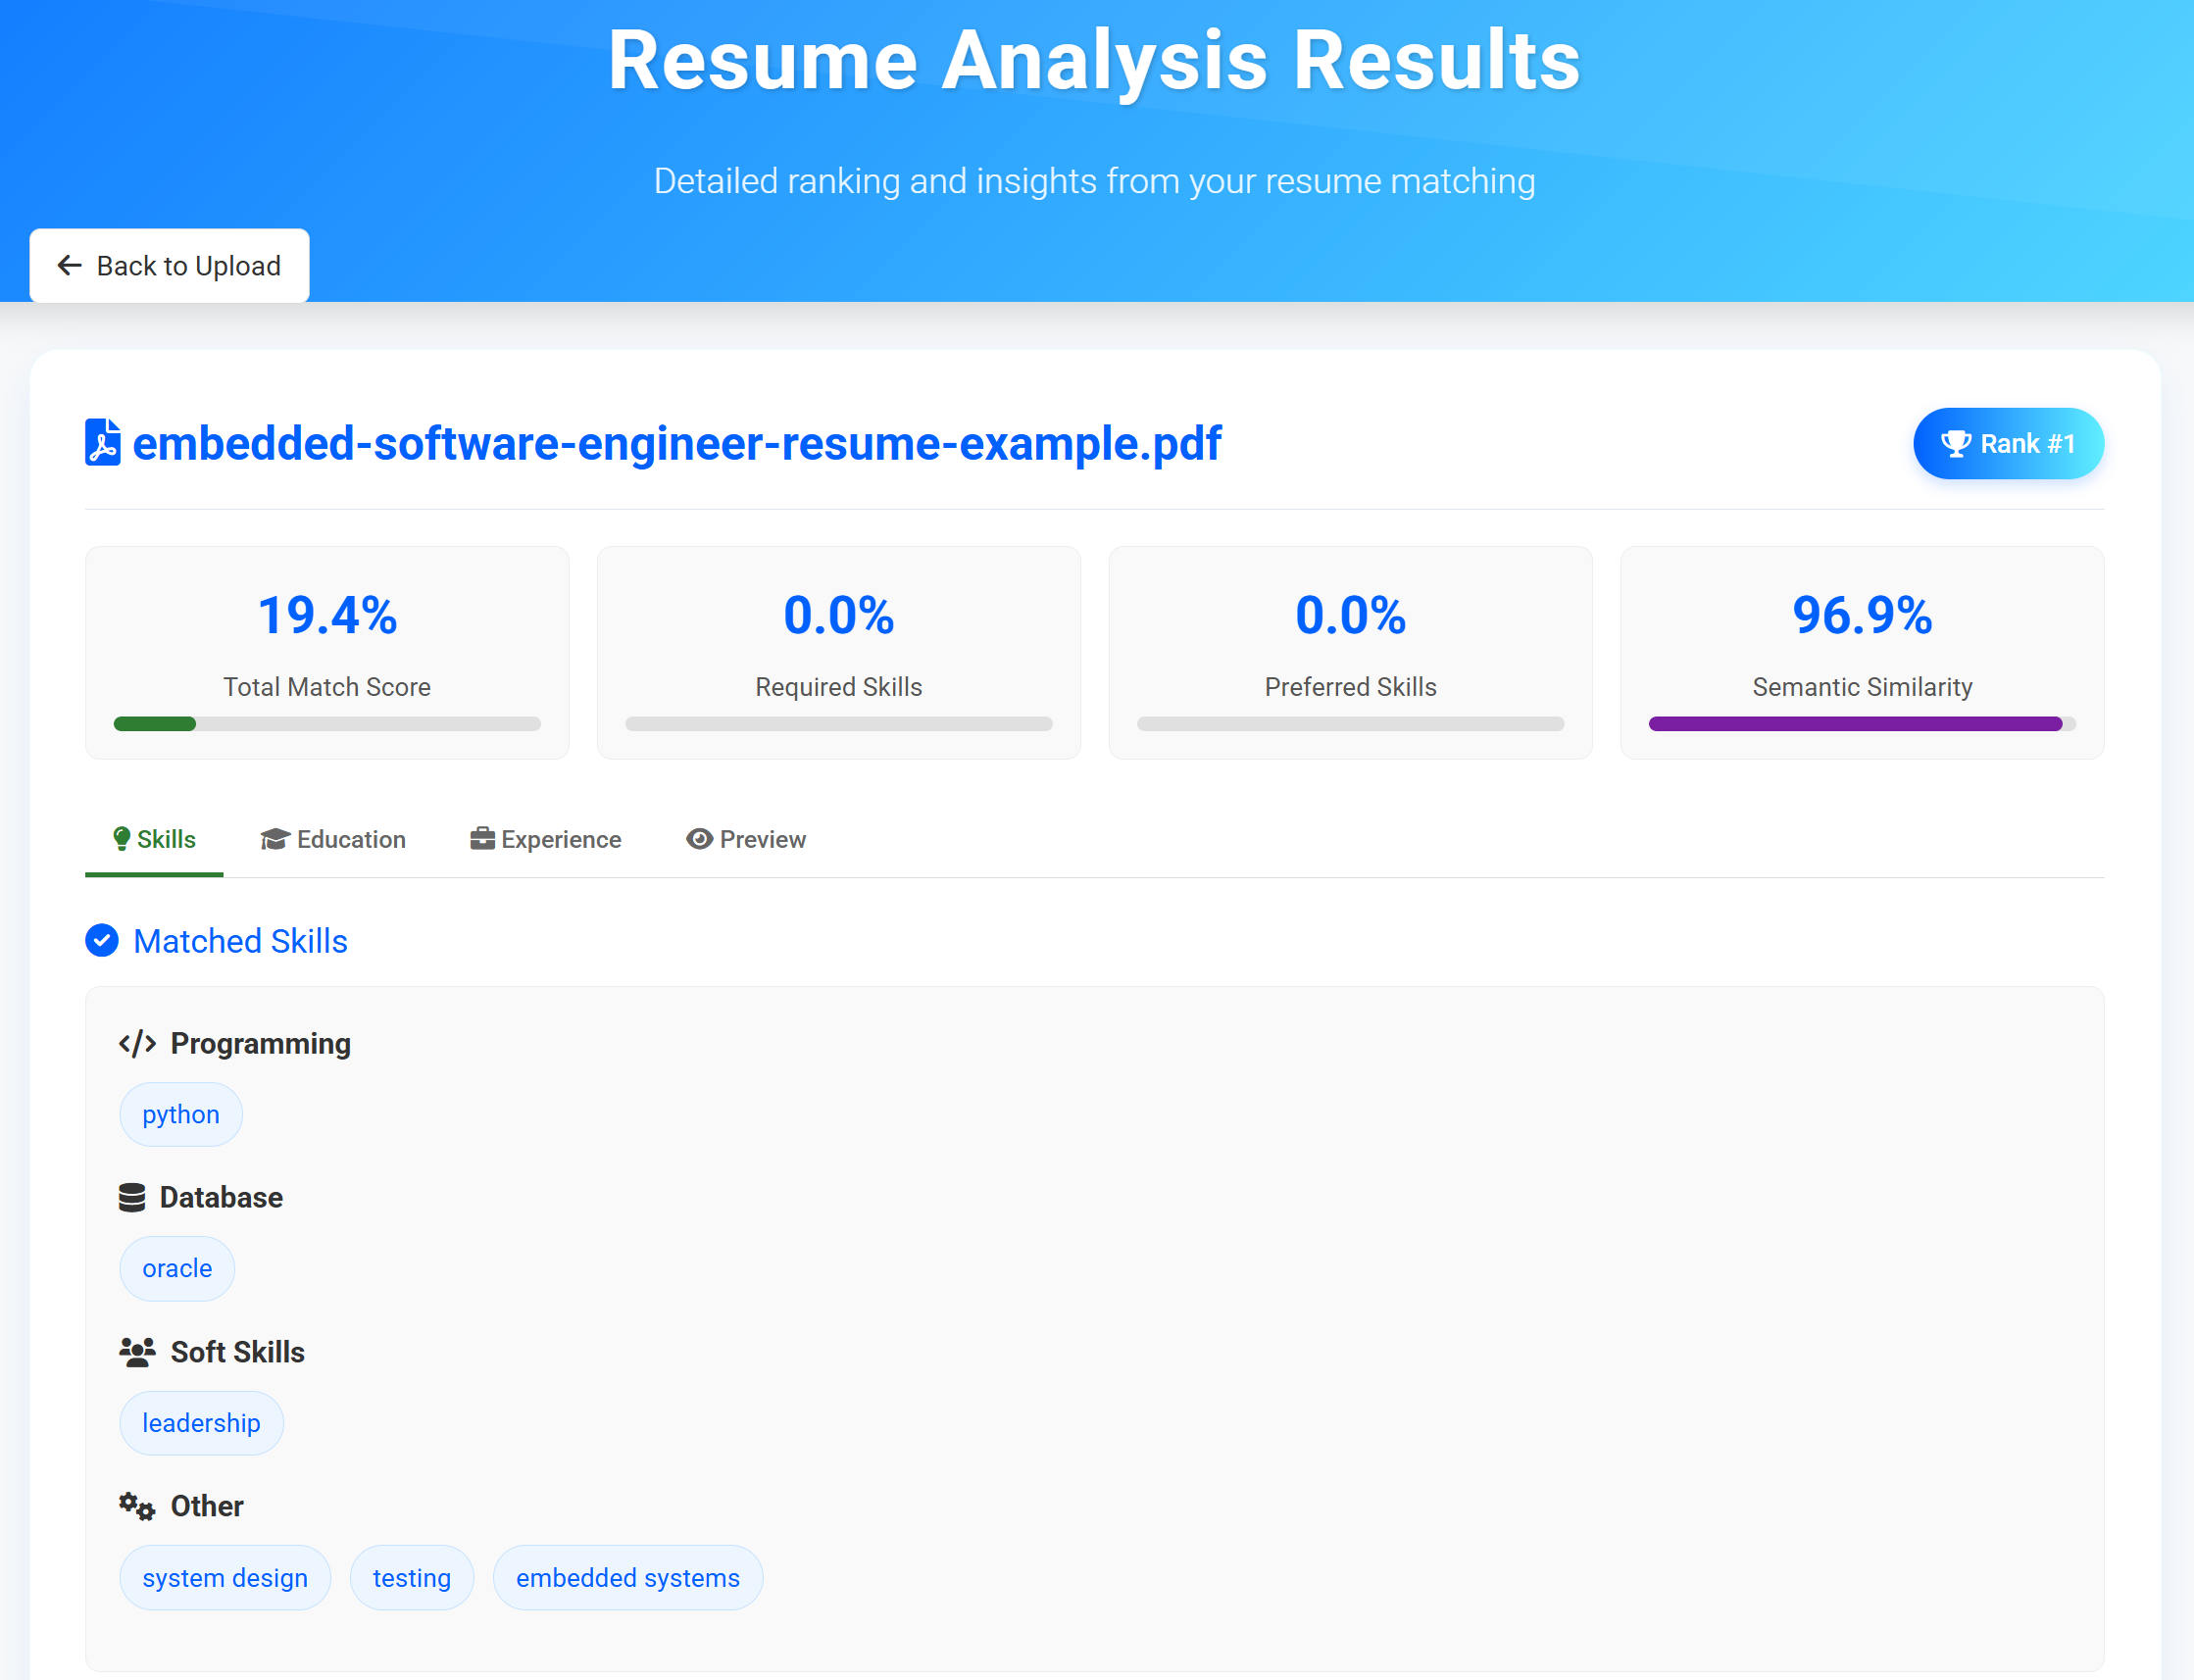 Resume Analysis Results
Detailed ranking and insights from your resume matching
Back to Upload
embedded-software-engineer-resume-example.pdf
Rank #1
19.4%
Total Match Score
0.0%
Required Skills
0.0%
Preferred Skills
96.9%
Semantic Similarity
Skills Education Experience Preview
Matched Skills
Programming
python
Database
oracle
Soft Skills
leadership
Other
system design testing embedded systems